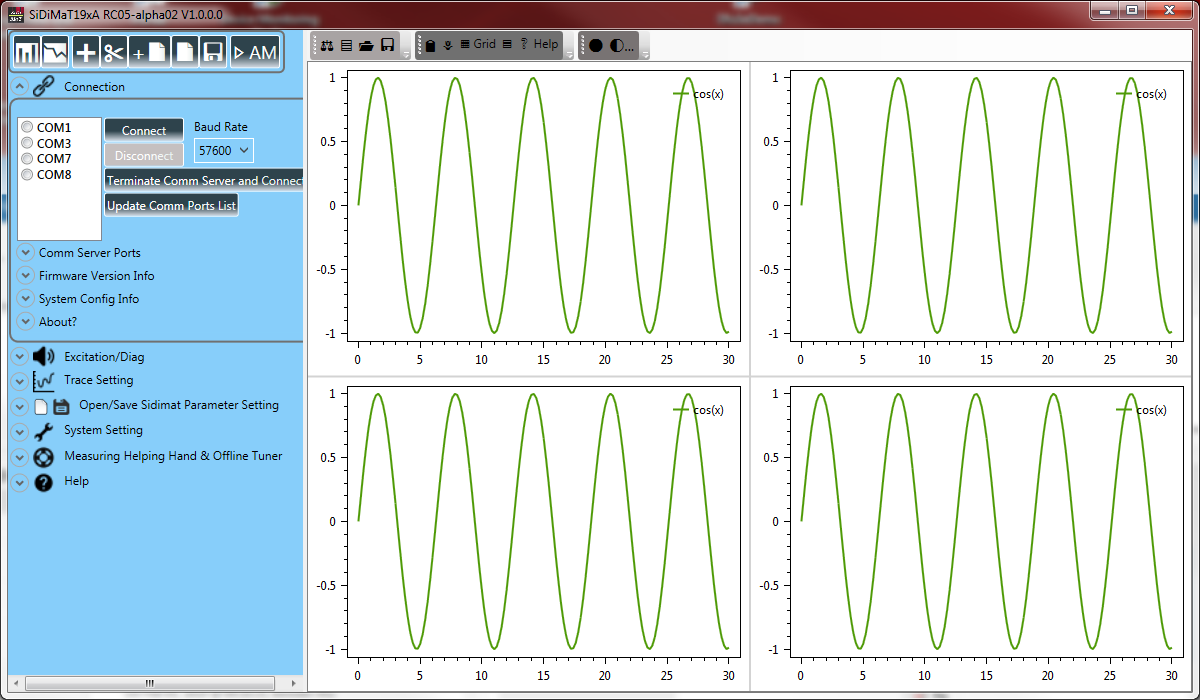 SiDiMaT19xA RC05-alpha02 V1.0.0.0
AM
Grid
Help
Connection
COM1
COM3
COM7
COM8
Connect
Baud Rate
Disconnect
57600
Terminate Comm Server and Connect
Update Comm Ports List
Comm Server Ports
Firmware Version Info
System Config Info
About?
Excitation/Diag
Trace Setting
Open/Save Sidimat Parameter Setting
System Setting
Measuring Helping Hand & Offline Tuner
Help
1
0.5
0
-0.5
-1
0 5 10 15 20 25 30
cos(x)
1
0.5
0
-0.5
-1
0 5 10 15 20 25 30
cos(x)
1
0.5
0
-0.5
-1
0 5 10 15 20 25 30
cos(x)
1
0.5
0
-0.5
-1
0 5 10 15 20 25 30
cos(x)